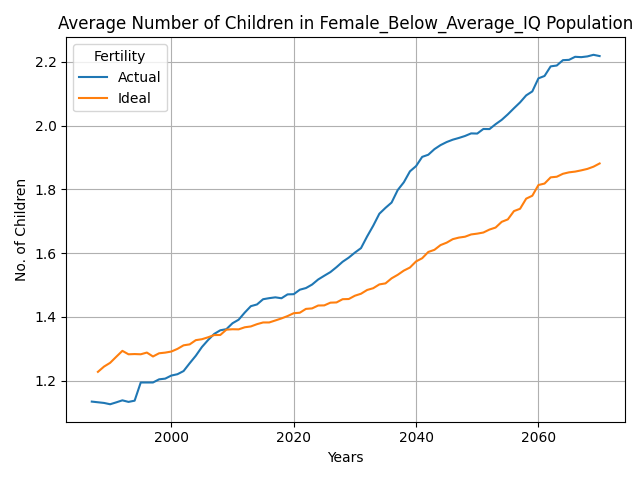 Average Number of Children in Female_Below_Average_IQ Population
Fertility
Actual
Ideal
No. of Children
2.2
2.0
1.8
1.6
1.4
1.2
2000
2020
2040
2060
Years